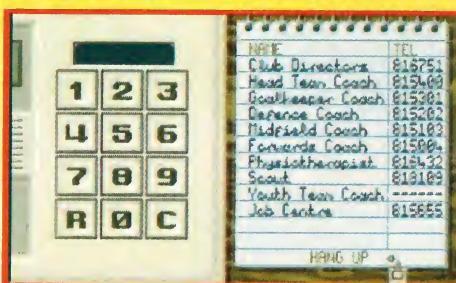 1 2 3
4 5 6
7 8 9
R 0 C
NAME TEL
Club Directors 816751
Head Team Coach 815400
Goalkeeper Coach 815301
Defence Coach 815202
Midfield Coach 815103
Forwards Coach 815004
Physiotherapist 816432
Scout 818109
Youth Team Coach ------
Job Centre 815855
HANG UP